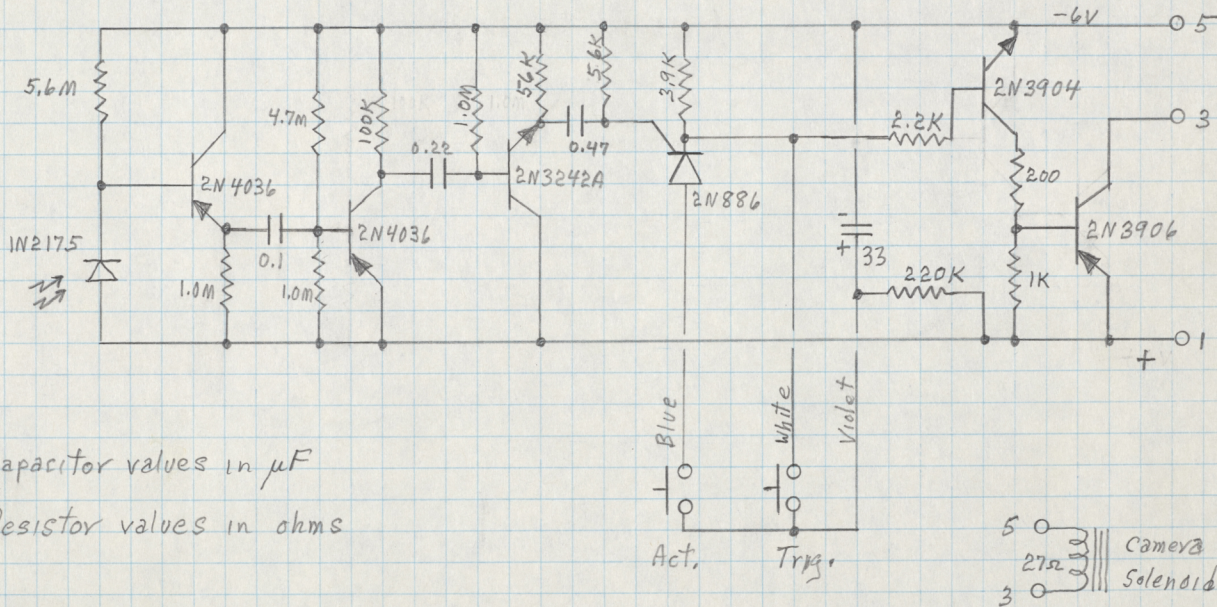 -6V
5
5.6M
4.7M
100K
1.0M
56K
5.6K
3.9K
2N3904
2.2K
3
0.22
0.47
2N4036
2N3242A
2N886
200
2N4036
2N3906
1N2175
0.1
-
+
33
220K
1.0M
1.0M
1K
1
+
Blue
White
Violet
apacitor values in µF
esistor values in ohms
Act.
Trig.
5
27Ω
3
Camera
Solenoid